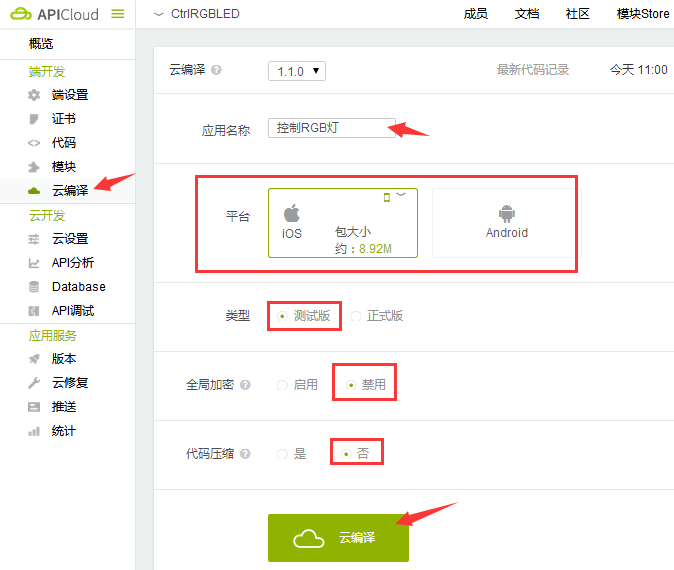 APICloud
CtrlRGBLED
成员 文档 社区 模块Store
概览
端开发
端设置
证书
代码
模块
云编译
云开发
云设置
API分析
Database
API调试
应用服务
版本
云修复
推送
统计
云编译 1.1.0 最新代码记录 今天 11:00
应用名称 控制RGB灯
平台
iOS
包大小
约：8.92M
Android
类型 测试版 正式版
全局加密 启用 禁用
代码压缩 是 否
云编译